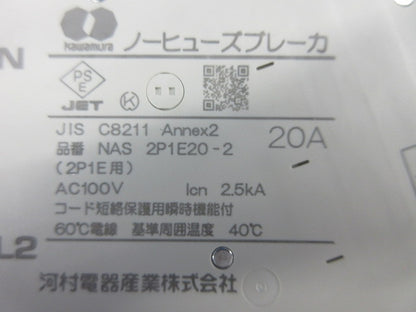 kawamura ノーヒューズブレーカ
N
PS
E
JET
K
JIS C8211 Annex2
20A
品番 NAS 2P1E20-2
(2P1E用)
AC100V Icn 2.5kA
コード短絡保護用瞬時機能付
60℃電線 基準周囲温度 40℃
L2
河村電器産業株式会社